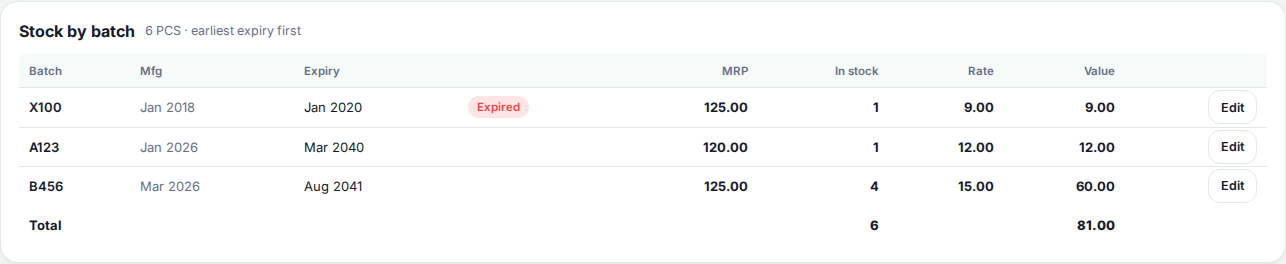 Stock by batch 6 PCS · earliest expiry first
Batch Mfg Expiry MRP In stock Rate Value
X100 Jan 2018 Jan 2020 Expired 125.00 1 9.00 9.00 Edit
A123 Jan 2026 Mar 2040 120.00 1 12.00 12.00 Edit
B456 Mar 2026 Aug 2041 125.00 4 15.00 60.00 Edit
Total 6 81.00